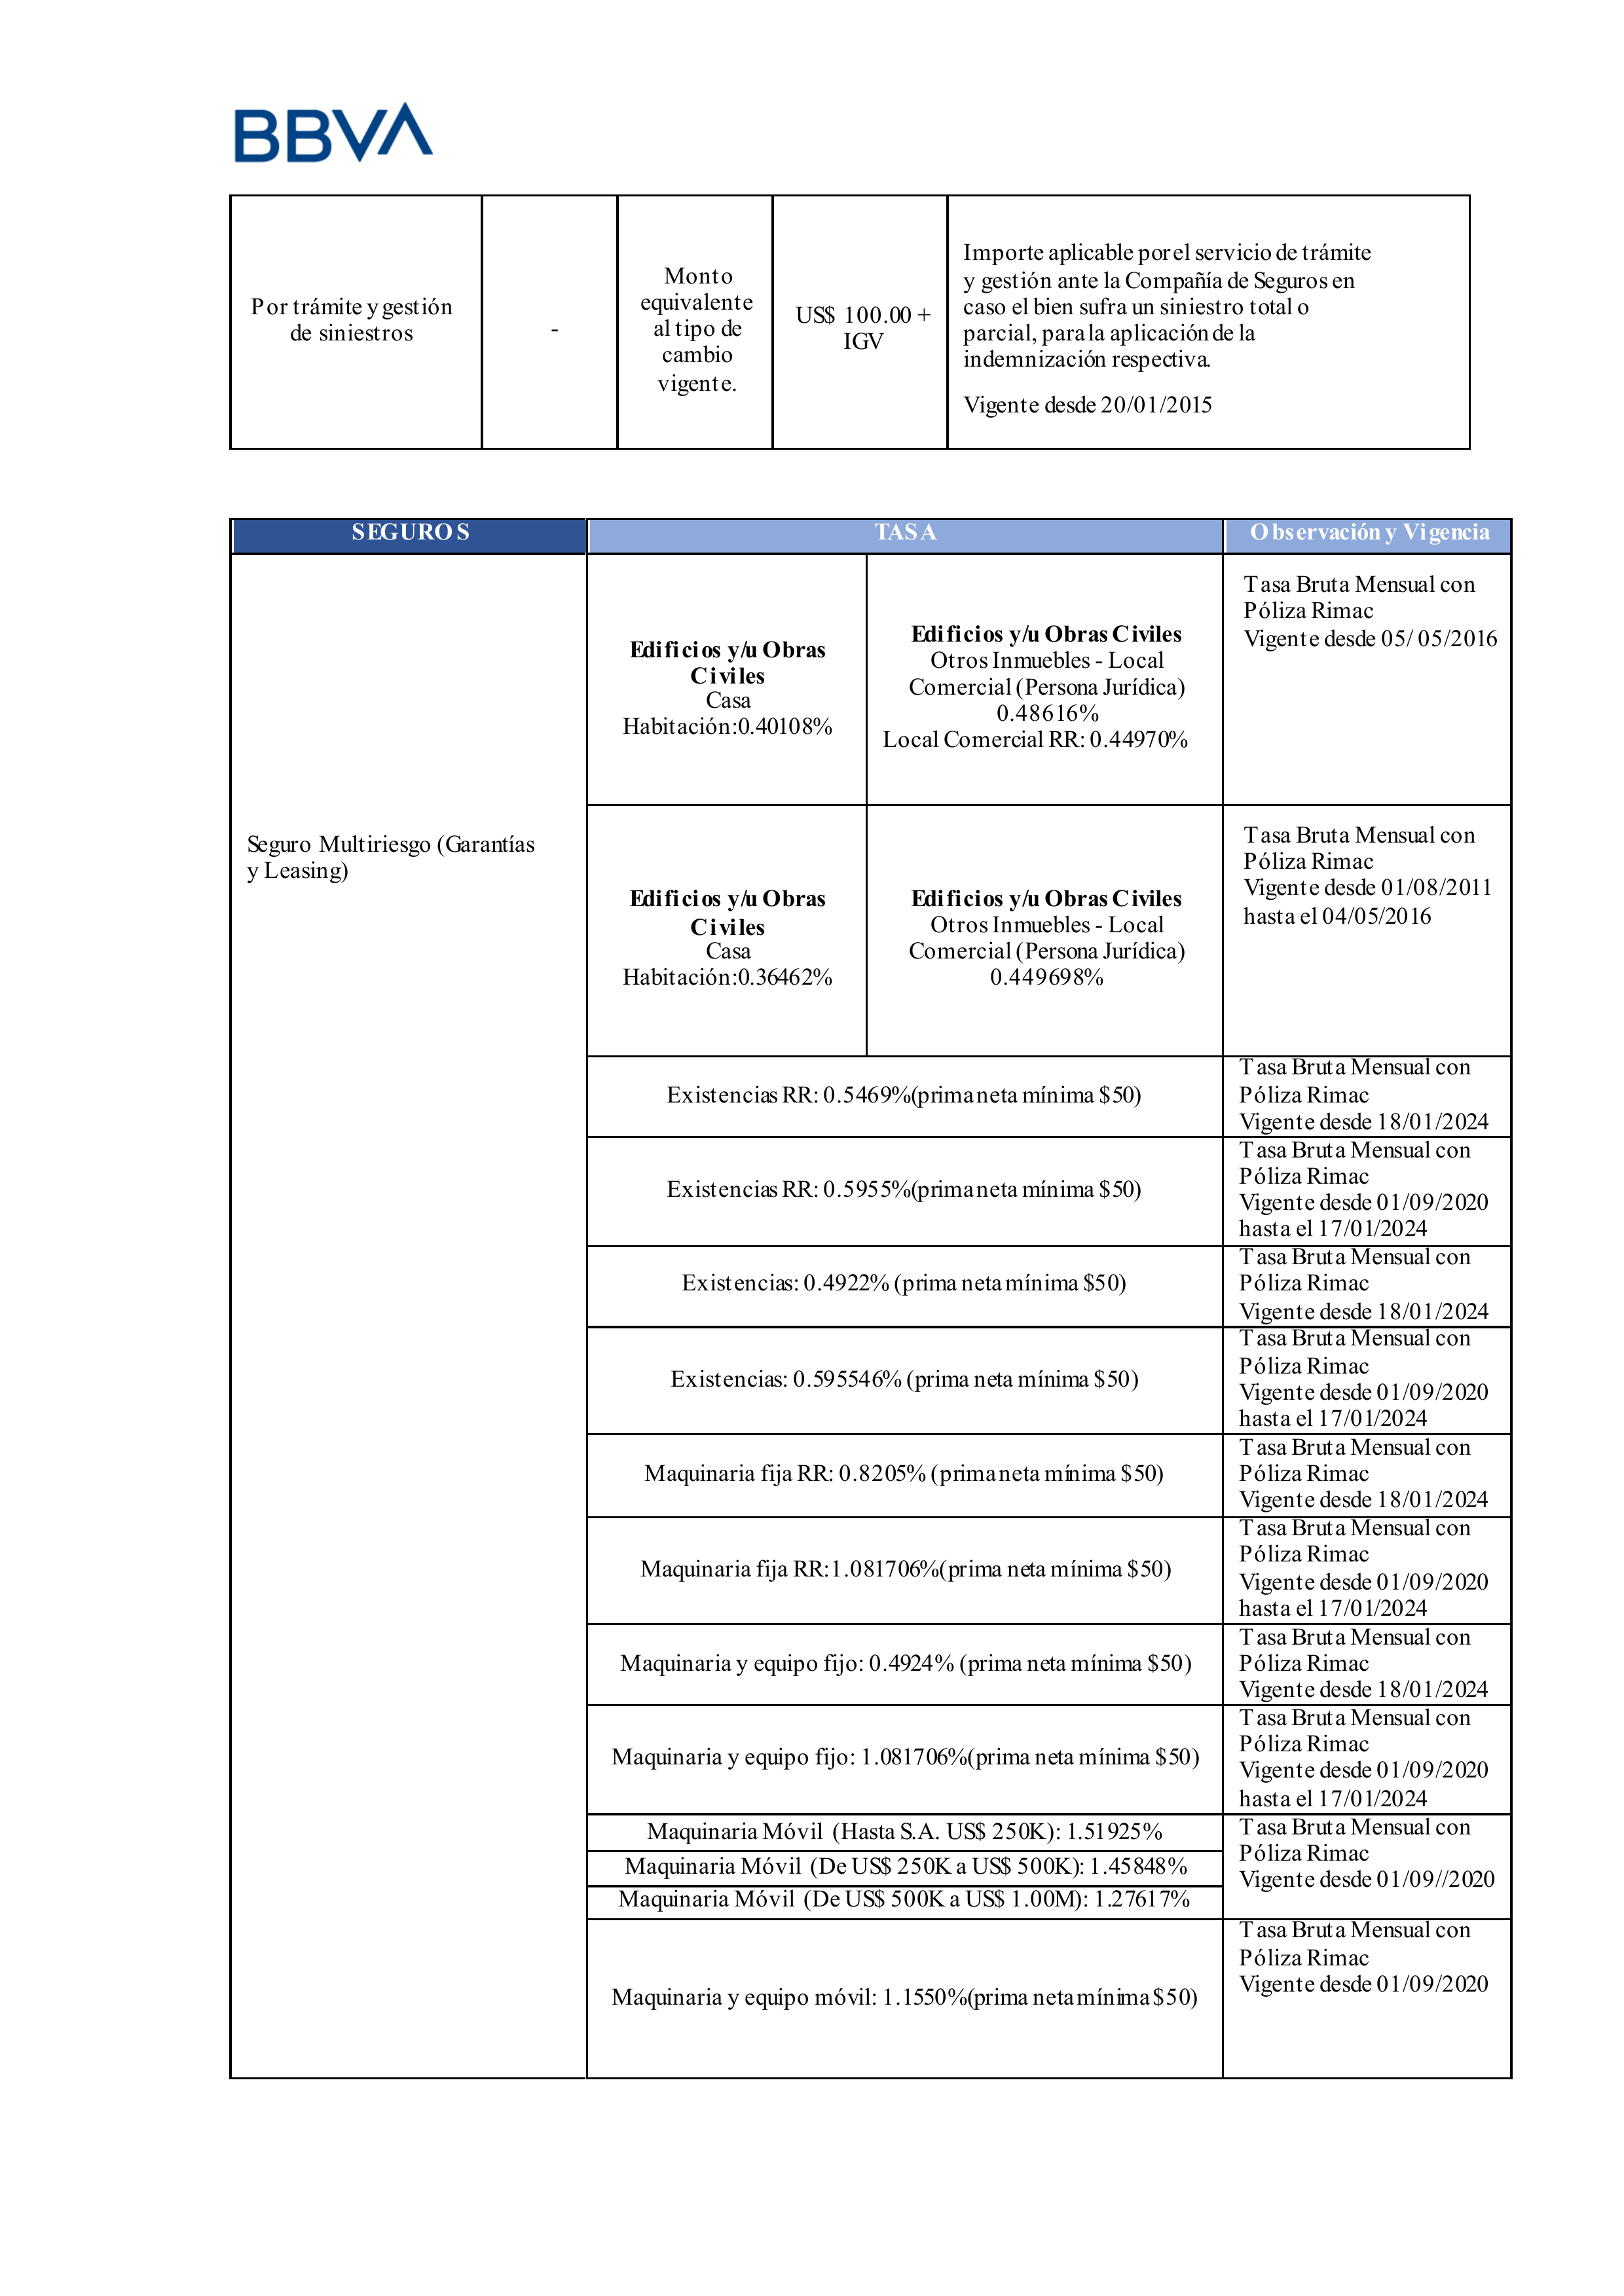 BBVA
Por trámite y gestión
de siniestros
-
Monto
equivalente
al tipo de
cambio
vigente.
US$ 100.00 +
IGV
Importe aplicable por el servicio de trámite
y gestión ante la Compañía de Seguros en
caso el bien sufra un siniestro total o
parcial, para la aplicación de la
indemnización respectiva.
Vigente desde 20/01/2015
SEGUROS
TASA
Observación y Vigencia
Seguro Multiriesgo (Garantías
y Leasing)
Edificios y/u Obras
Civiles
Casa
Habitación:0.40108%
Edificios y/u Obras Civiles
Otros Inmuebles - Local
Comercial (Persona Jurídica)
0.48616%
Local Comercial RR: 0.44970%
Tasa Bruta Mensual con
Póliza Rimac
Vigente desde 05/ 05/2016
Edificios y/u Obras
Civiles
Casa
Habitación:0.36462%
Edificios y/u Obras Civiles
Otros Inmuebles - Local
Comercial (Persona Jurídica)
0.449698%
Tasa Bruta Mensual con
Póliza Rimac
Vigente desde 01/08/2011
hasta el 04/05/2016
Existencias RR: 0.5469%(prima neta mínima $50)
Tasa Bruta Mensual con
Póliza Rimac
Vigente desde 18/01/2024
Existencias RR: 0.5955%(prima neta mínima $50)
Tasa Bruta Mensual con
Póliza Rimac
Vigente desde 01/09/2020
hasta el 17/01/2024
Existencias: 0.4922% (prima neta mínima $50)
Tasa Bruta Mensual con
Póliza Rimac
Vigente desde 18/01/2024
Existencias: 0.595546% (prima neta mínima $50)
Tasa Bruta Mensual con
Póliza Rimac
Vigente desde 01/09/2020
hasta el 17/01/2024
Maquinaria fija RR: 0.8205% (prima neta mínima $50)
Tasa Bruta Mensual con
Póliza Rimac
Vigente desde 18/01/2024
Maquinaria fija RR:1.081706%(prima neta mínima $50)
Tasa Bruta Mensual con
Póliza Rimac
Vigente desde 01/09/2020
hasta el 17/01/2024
Maquinaria y equipo fijo: 0.4924% (prima neta mínima $50)
Tasa Bruta Mensual con
Póliza Rimac
Vigente desde 18/01/2024
Maquinaria y equipo fijo: 1.081706%(prima neta mínima $50)
Tasa Bruta Mensual con
Póliza Rimac
Vigente desde 01/09/2020
hasta el 17/01/2024
Maquinaria Móvil (Hasta S.A. US$ 250K): 1.51925%
Maquinaria Móvil (De US$ 250K a US$ 500K): 1.45848%
Maquinaria Móvil (De US$ 500K a US$ 1.00M): 1.27617%
Tasa Bruta Mensual con
Póliza Rimac
Vigente desde 01/09//2020
Maquinaria y equipo móvil: 1.1550%(prima neta mínima $50)
Tasa Bruta Mensual con
Póliza Rimac
Vigente desde 01/09/2020